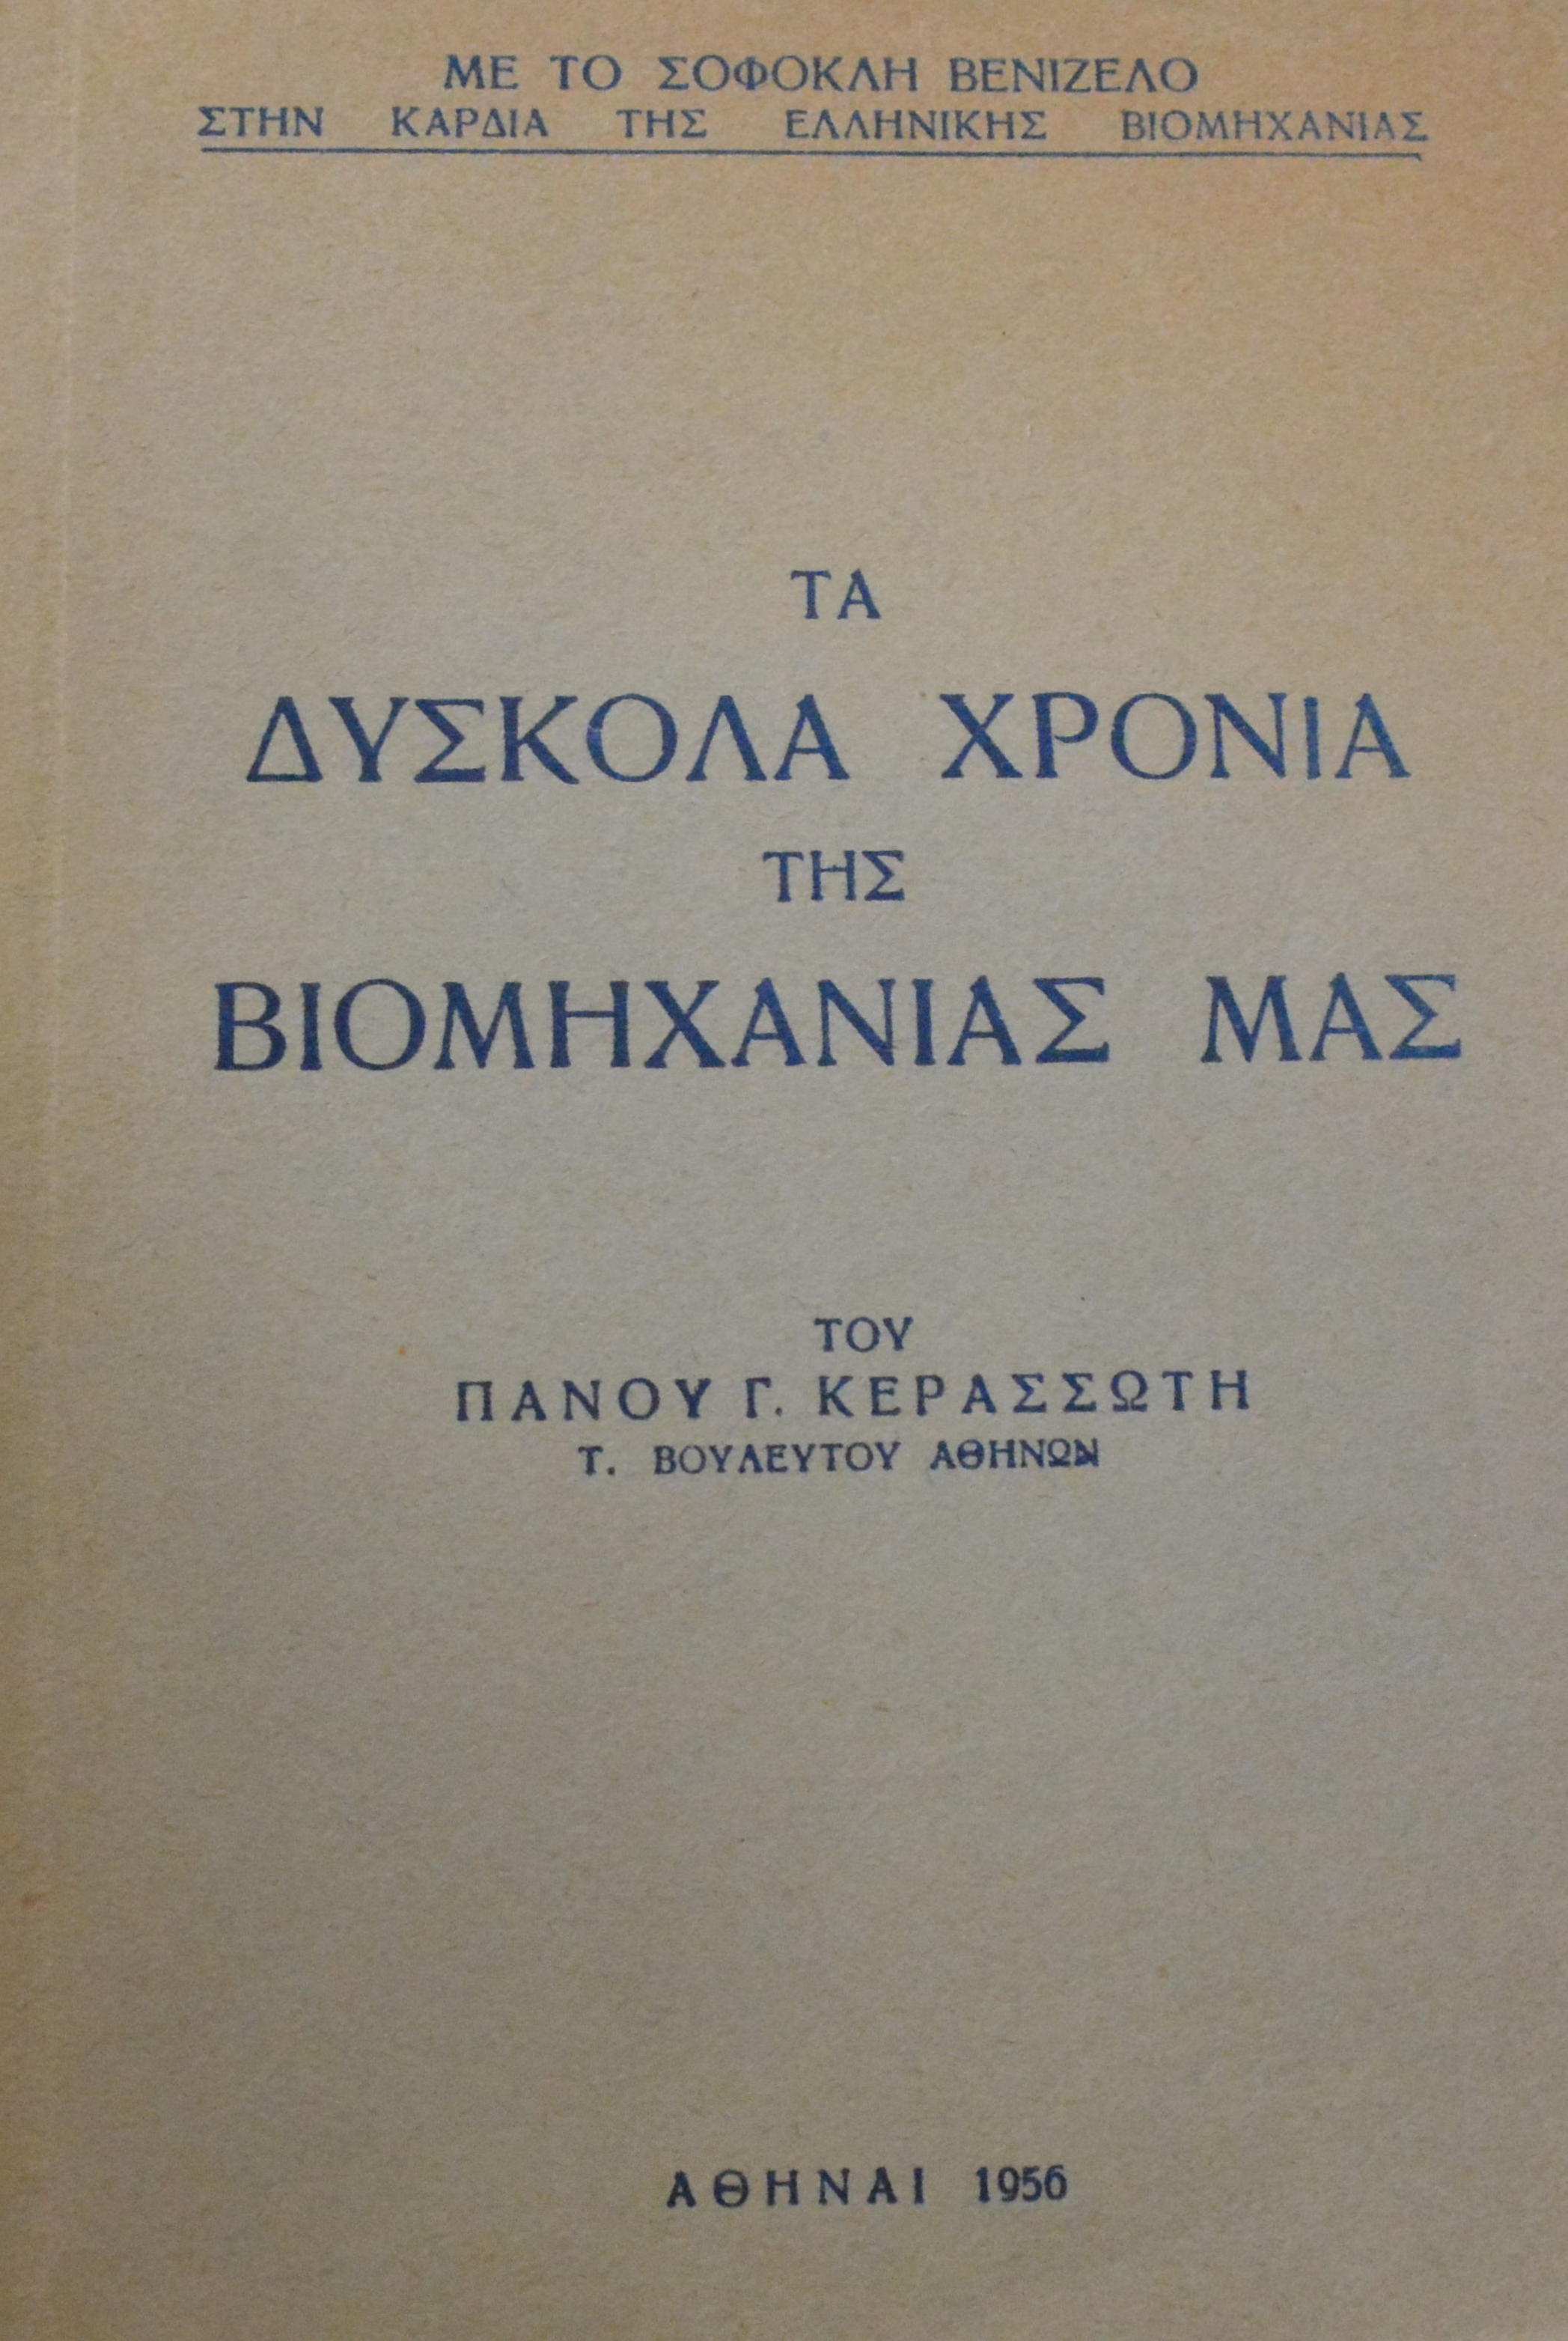 ΜΕ ΤΟ ΣΟΦΟΚΛΗ ΒΕΝΙΖΕΛΟ
ΣΤΗΝ ΚΑΡΔΙΑ ΤΗΣ ΕΛΛΗΝΙΚΗΣ ΒΙΟΜΗΧΑΝΙΑΣ
ΤΑ
ΔΥΣΚΟΛΑ ΧΡΟΝΙΑ
ΤΗΣ
ΒΙΟΜΗΧΑΝΙΑΣ ΜΑΣ
ΤΟΥ
ΠΑΝΟΥ Γ. ΚΕΡΑΣΣΩΤΗ
Τ. ΒΟΥΛΕΥΤΟΥ ΑΘΗΝΩΝ
ΑΘΗΝΑΙ 1956